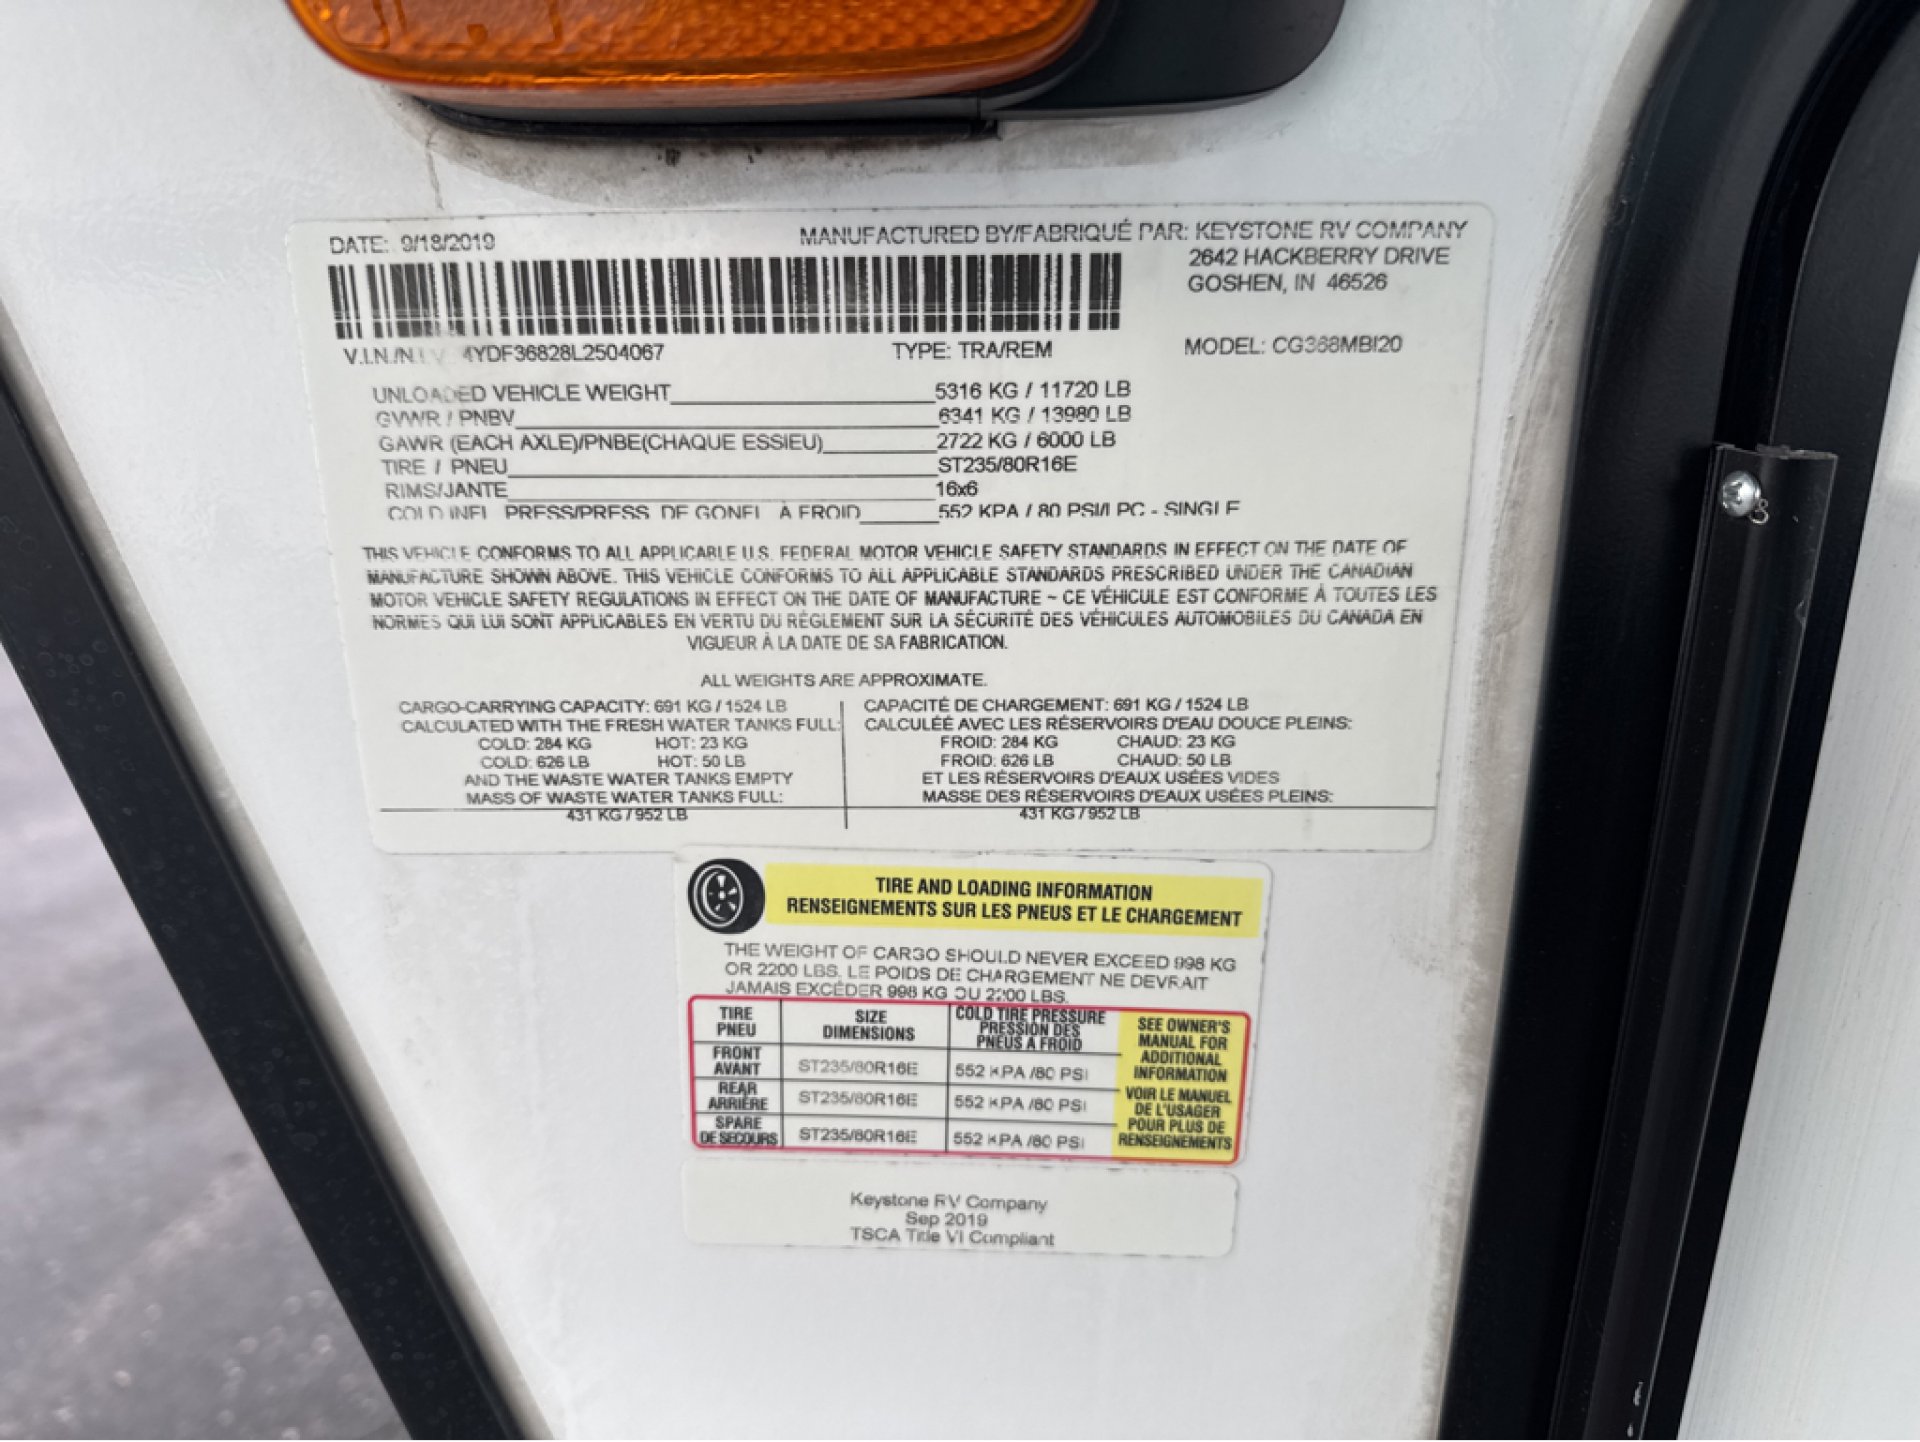 DATE: 9/18/2019
MANUFACTURED BY/FABRIQUÉ PAR: KEYSTONE RV COMPANY
2642 HACKBERRY DRIVE
GOSHEN, IN 46526
V.I.N./N.I.V 4YDF36828L2504067 TYPE: TRA/REM MODEL: CG368MBI20
UNLOADED VEHICLE WEIGHT 5316 KG / 11720 LB
GVWR / PNBV 6341 KG / 13980 LB
GAWR (EACH AXLE)/PNBE(CHAQUE ESSIEU) 2722 KG / 6000 LB
TIRE / PNEU ST235/80R16E
RIMS/JANTE 16x6
COLD INFL. PRESS/PRESS. DE GONFL. À FROID 552 KPA / 80 PSI/LPC - SINGLE
THIS VEHICLE CONFORMS TO ALL APPLICABLE U.S. FEDERAL MOTOR VEHICLE SAFETY STANDARDS IN EFFECT ON THE DATE OF
MANUFACTURE SHOWN ABOVE. THIS VEHICLE CONFORMS TO ALL APPLICABLE STANDARDS PRESCRIBED UNDER THE CANADIAN
MOTOR VEHICLE SAFETY REGULATIONS IN EFFECT ON THE DATE OF MANUFACTURE ~ CE VÉHICULE EST CONFORME À TOUTES LES
NORMES QUI LUI SONT APPLICABLES EN VERTU DU RÈGLEMENT SUR LA SÉCURITÉ DES VÉHICULES AUTOMOBILES DU CANADA EN
VIGUEUR À LA DATE DE SA FABRICATION.
ALL WEIGHTS ARE APPROXIMATE.
CARGO-CARRYING CAPACITY: 691 KG / 1524 LB
CALCULATED WITH THE FRESH WATER TANKS FULL:
COLD: 284 KG HOT: 23 KG
COLD: 626 LB HOT: 50 LB
AND THE WASTE WATER TANKS EMPTY
MASS OF WASTE WATER TANKS FULL:
431 KG / 952 LB
CAPACITÉ DE CHARGEMENT: 691 KG / 1524 LB
CALCULÉE AVEC LES RÉSERVOIRS D'EAU DOUCE PLEINS:
FROID: 284 KG CHAUD: 23 KG
FROID: 626 LB CHAUD: 50 LB
ET LES RÉSERVOIRS D'EAUX USÉES VIDES
MASSE DES RÉSERVOIRS D'EAUX USÉES PLEINS:
431 KG / 952 LB
TIRE AND LOADING INFORMATION
RENSEIGNEMENTS SUR LES PNEUS ET LE CHARGEMENT
THE WEIGHT OF CARGO SHOULD NEVER EXCEED 998 KG
OR 2200 LBS. LE POIDS DE CHARGEMENT NE DEVRAIT
JAMAIS EXCÉDER 998 KG OU 2200 LBS.
TIRE
PNEU
SIZE
DIMENSIONS
COLD TIRE PRESSURE
PRESSION DES
PNEUS A FROID
FRONT
AVANT
ST235/80R16E 552 KPA /80 PSI
REAR
ARRIÈRE
ST235/80R16E 552 KPA /80 PSI
SPARE
DE SECOURS
ST235/80R16E 552 KPA /80 PSI
SEE OWNER'S
MANUAL FOR
ADDITIONAL
INFORMATION
VOIR LE MANUEL
DE L'USAGER
POUR PLUS DE
RENSEIGNEMENTS
Keystone RV Company
Sep 2019
TSCA Title VI Compliant